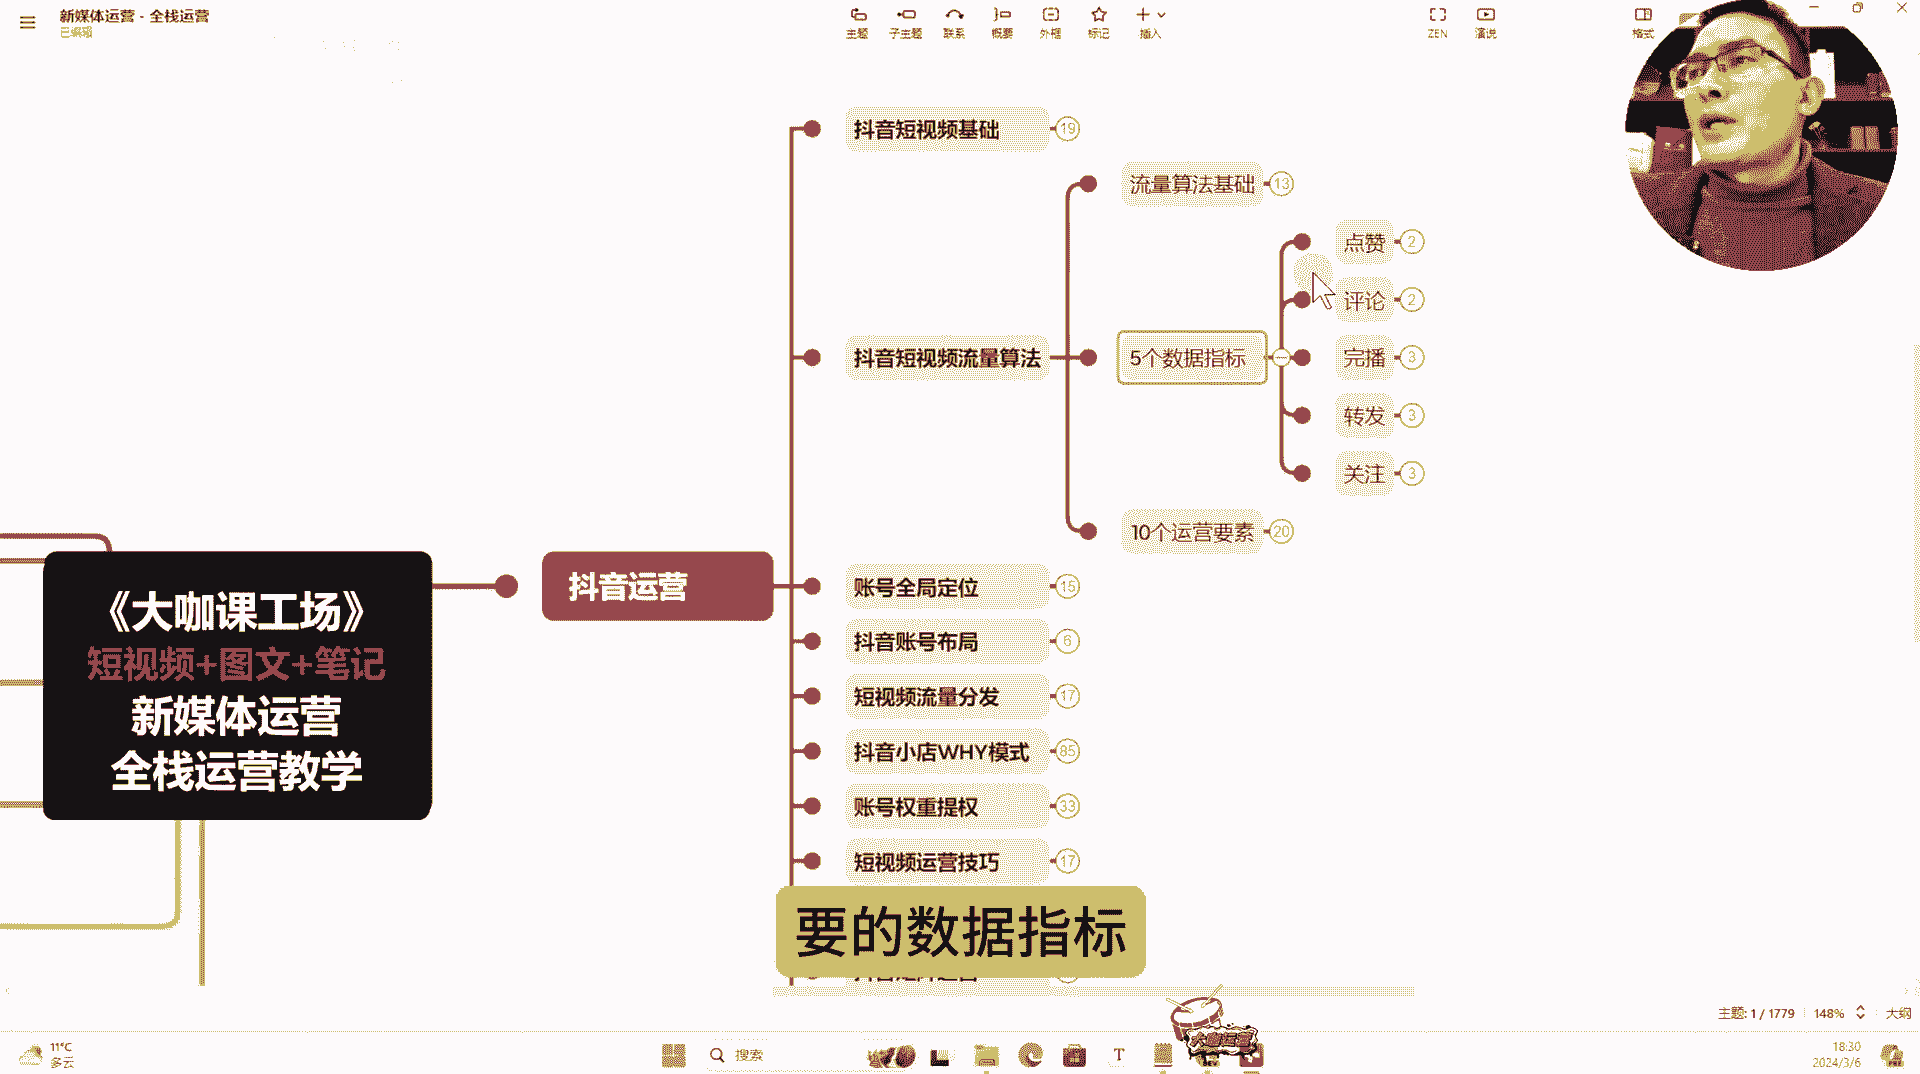 新媒体运营 - 全栈运营
已编辑
主题
子主题
联系
概要
外框
标记
插入
ZEN
演说
格式
抖音短视频基础
19
流量算法基础
13
点赞
2
评论
2
抖音短视频流量算法
5个数据指标
完播
3
转发
3
关注
3
10个运营要素
20
《大咖课工场》
短视频+图文+笔记
新媒体运营
全栈运营教学
抖音运营
账号全局定位
15
抖音账号布局
6
短视频流量分发
17
抖音小店WHY模式
85
账号权重提权
33
短视频运营技巧
17
要的数据指标
主题: 1 / 1779
148%
大纲
11°C
多云
搜索
大咖运营
18:30
2024/3/6